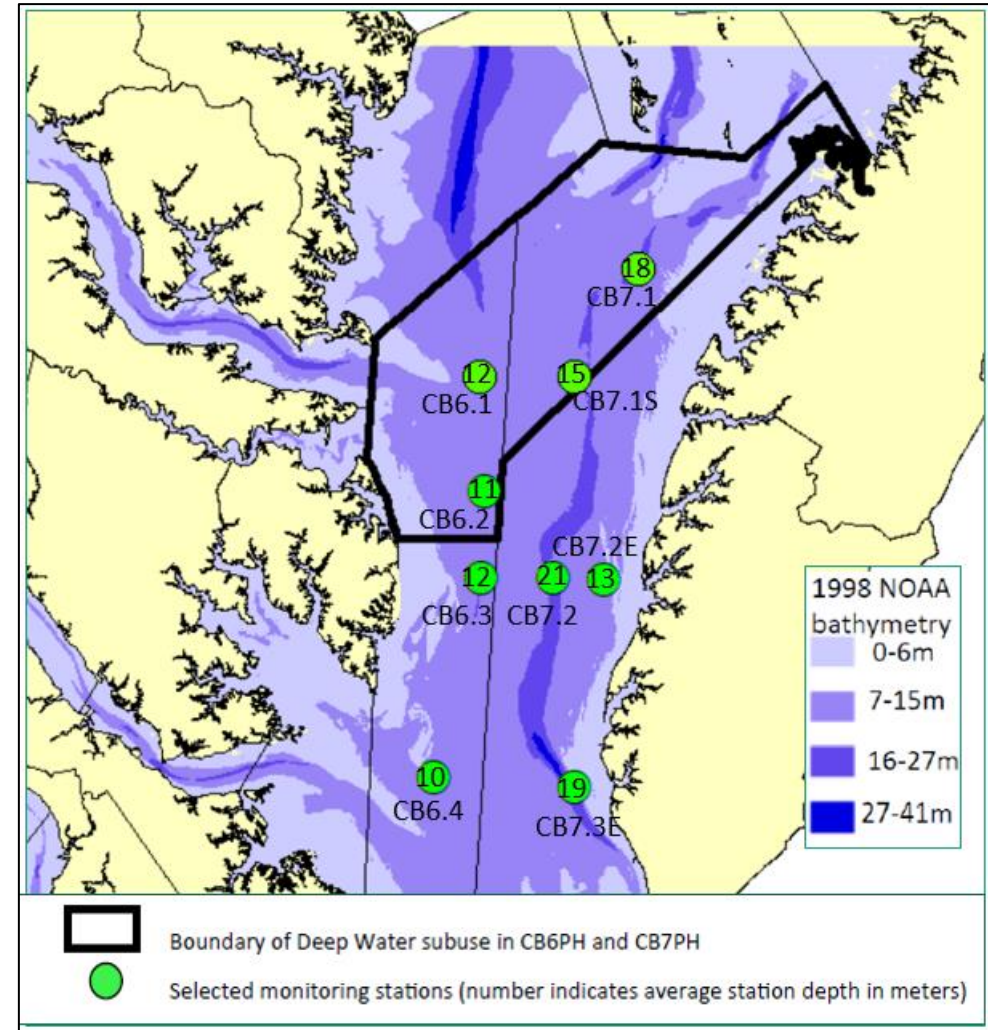 18
CB7.1
12
CB6.1
15
CB7.1S
11
CB6.2
CB7.2E
12
CB6.3
21
CB7.2
13
10
CB6.4
19
CB7.3E
1998 NOAA
bathymetry
0-6m
7-15m
16-27m
27-41m
Boundary of Deep Water subuse in CB6PH and CB7PH
Selected monitoring stations (number indicates average station depth in meters)